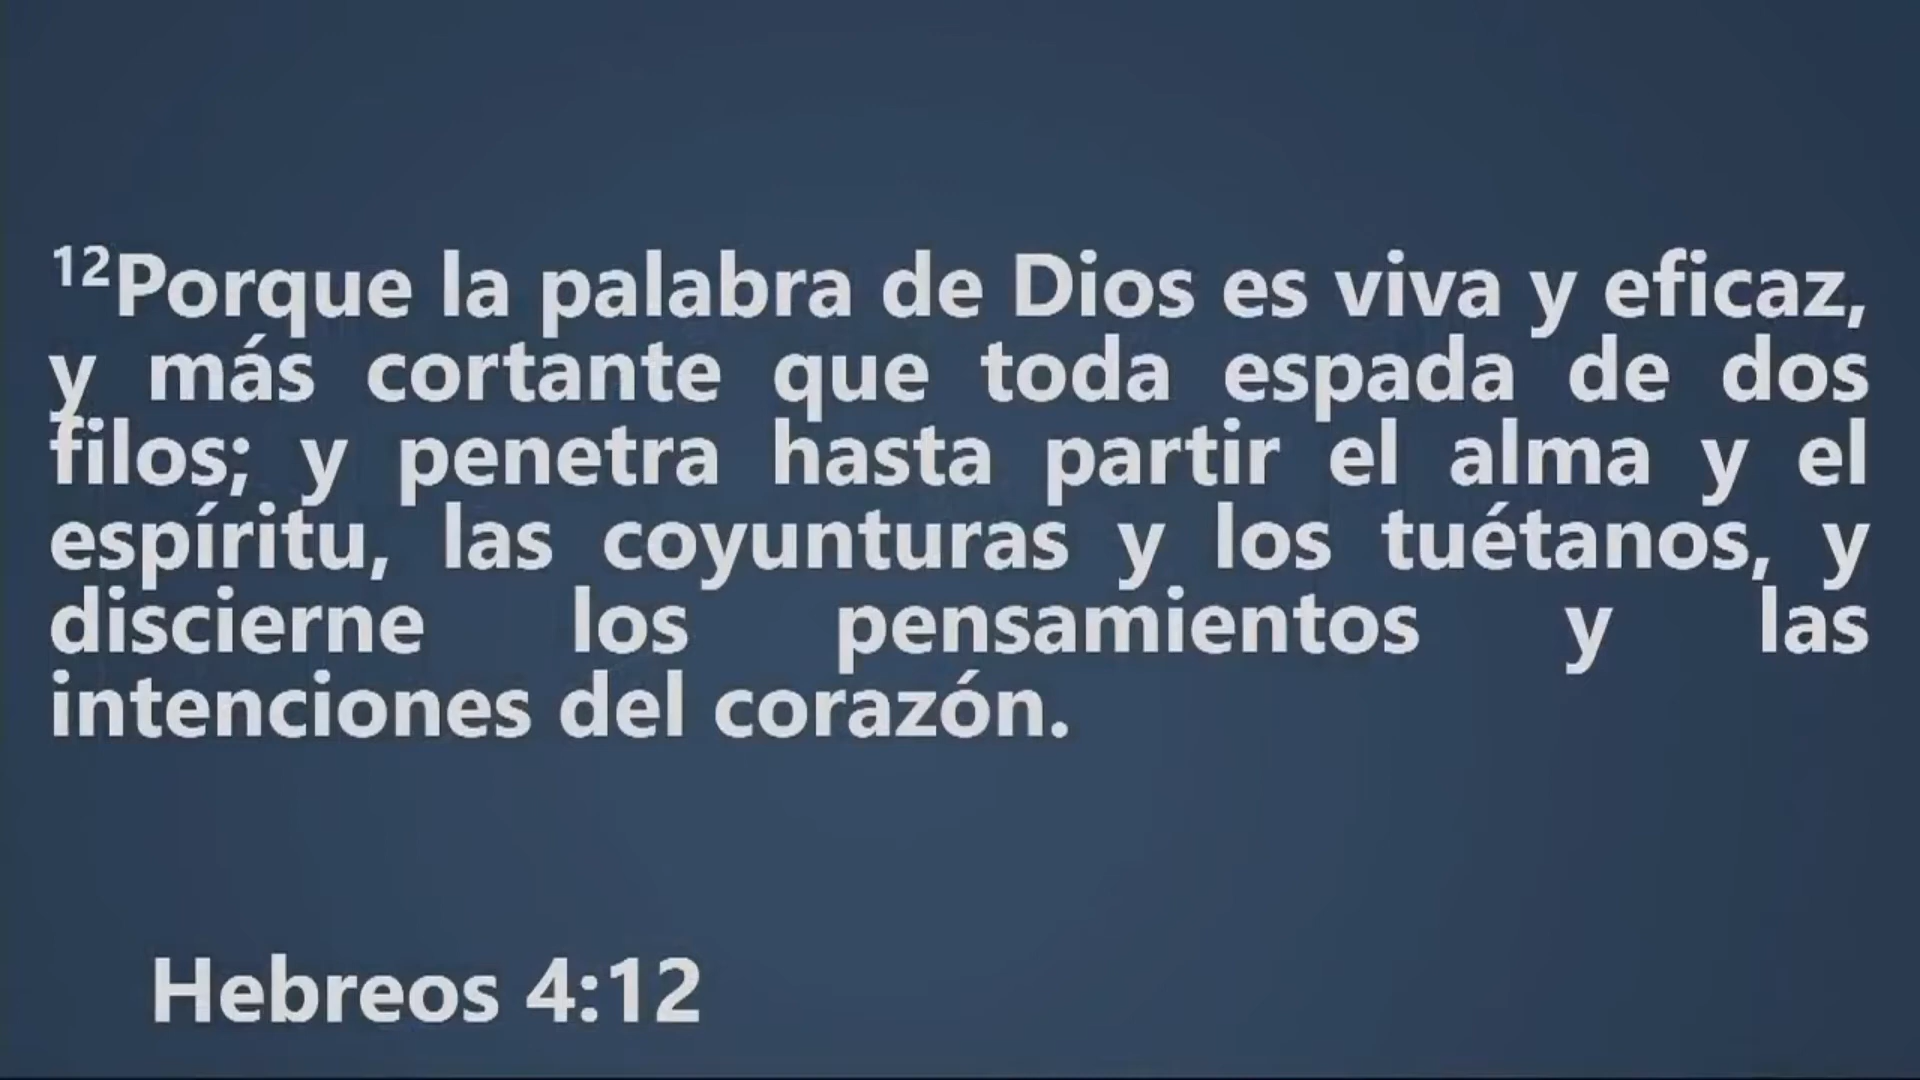 ¹²Porque la palabra de Dios es viva y eficaz,
y más cortante que toda espada de dos
filos; y penetra hasta partir el alma y el
espíritu, las coyunturas y los tuétanos, y
discierne los pensamientos y las
intenciones del corazón.
Hebreos 4:12